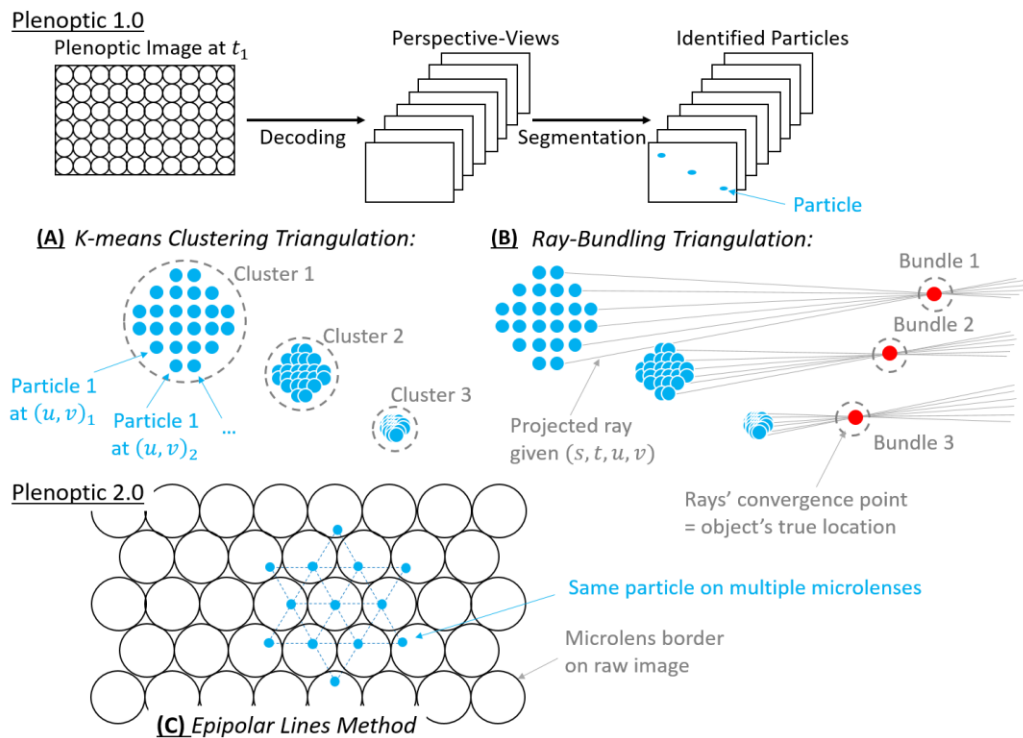 Plenoptic 1.0
Plenoptic Image at t₁
Perspective-Views
Identified Particles
Decoding
Segmentation
Particle
(A) K-means Clustering Triangulation:
(B) Ray-Bundling Triangulation:
Cluster 1
Cluster 2
Cluster 3
Particle 1
at (u, v)₁
Particle 1
at (u, v)₂
...
Bundle 1
Bundle 2
Bundle 3
Projected ray
given (s, t, u, v)
Rays' convergence point
= object's true location
Plenoptic 2.0
Same particle on multiple microlenses
Microlens border
on raw image
(C) Epipolar Lines Method